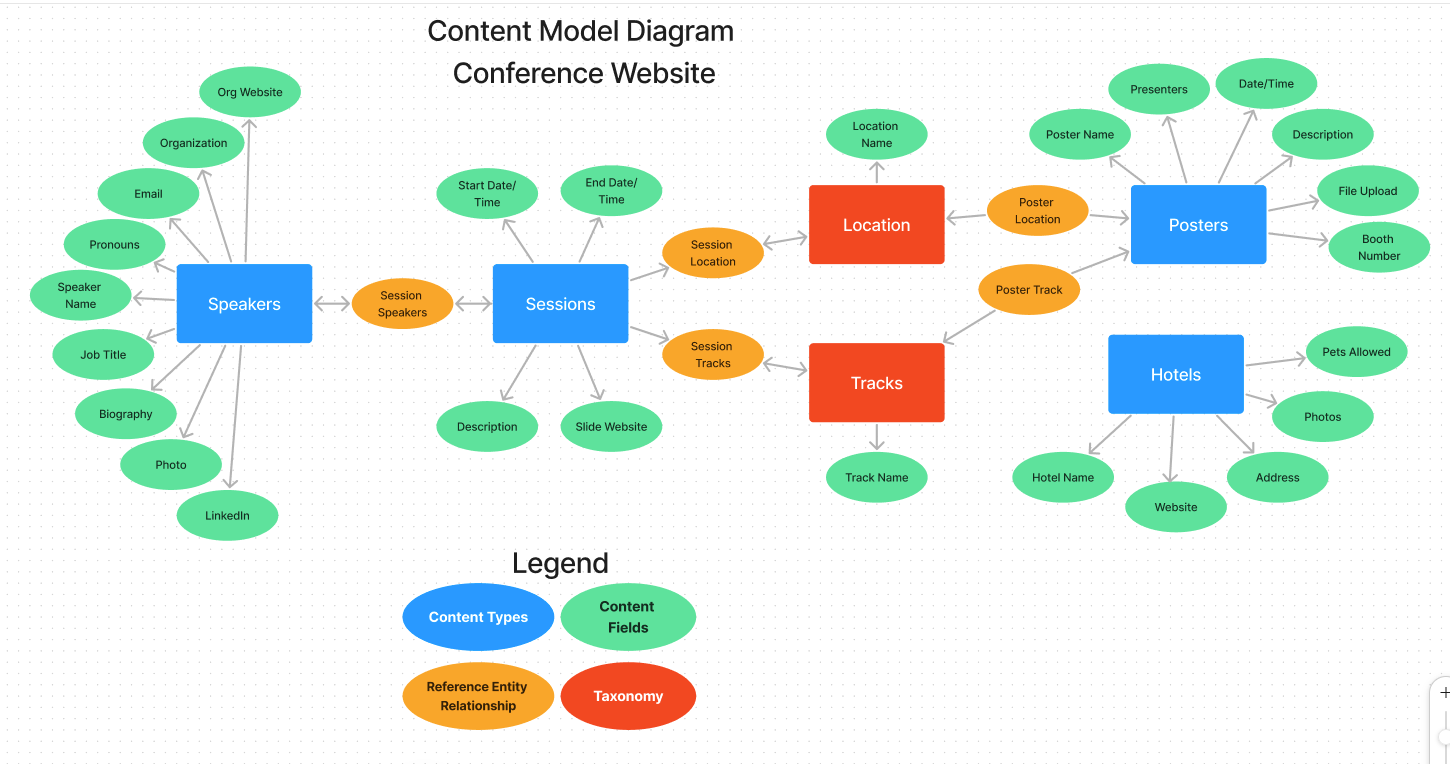 Content Model Diagram
Conference Website
Org Website
Organization
Email
Pronouns
Speaker
Name
Job Title
Biography
Photo
LinkedIn
Speakers
Session
Speakers
Start Date/
Time
End Date/
Time
Sessions
Description
Slide Website
Session
Location
Session
Tracks
Location
Name
Location
Tracks
Track Name
Poster
Location
Poster Track
Poster Name
Presenters
Date/Time
Description
File Upload
Booth
Number
Posters
Hotels
Pets Allowed
Photos
Address
Website
Hotel Name
Legend
Content Types
Content
Fields
Reference Entity
Relationship
Taxonomy
+